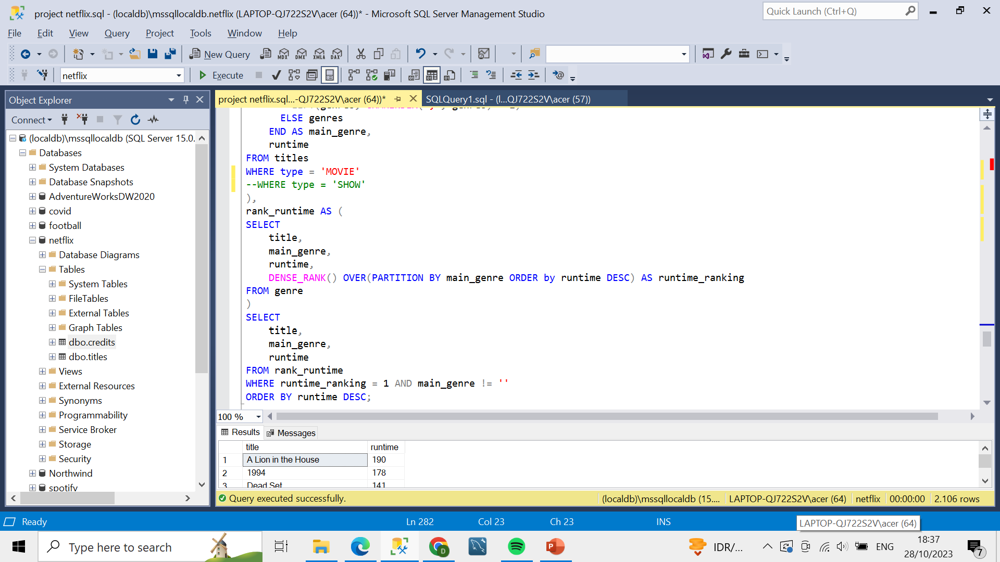 project netflix.sql - (localdb)\mssqllocaldb.netflix (LAPTOP-QJ722S2V\acer (64))* - Microsoft SQL Server Management Studio
Quick Launch (Ctrl+Q)
File Edit View Query Project Tools Window Help
New Query MDX DMX XMLA DAX
netflix Execute
Object Explorer
project netflix.sql...-QJ722S2V\acer (64))* SQLQuery1.sql - (l...QJ722S2V\acer (57))
Connect
(localdb)\mssqllocaldb (SQL Server 15.0.
Databases
System Databases
Database Snapshots
AdventureWorksDW2020
covid
football
netflix
Database Diagrams
Tables
System Tables
FileTables
External Tables
Graph Tables
dbo.credits
dbo.titles
Views
External Resources
Synonyms
Programmability
Service Broker
Storage
Security
Northwind
spotify
ELSE genres
END AS main_genre,
runtime
FROM titles
WHERE type = 'MOVIE'
--WHERE type = 'SHOW'
),
rank_runtime AS (
SELECT
title,
main_genre,
runtime,
DENSE_RANK() OVER(PARTITION BY main_genre ORDER by runtime DESC) AS runtime_ranking
FROM genre
)
SELECT
title,
main_genre,
runtime
FROM rank_runtime
WHERE runtime_ranking = 1 AND main_genre != ''
ORDER BY runtime DESC;
100 %
Results Messages
title runtime
1 A Lion in the House 190
2 1994 178
3 Dead Set 141
Query executed successfully. (localdb)\mssqllocaldb (15.... LAPTOP-QJ722S2V\acer (64) netflix 00:00:00 2.106 rows
Ready Ln 282 Col 23 Ch 23 INS
LAPTOP-QJ722S2V\acer (64)
Type here to search
IDR/...
ENG
18:37
28/10/2023
7